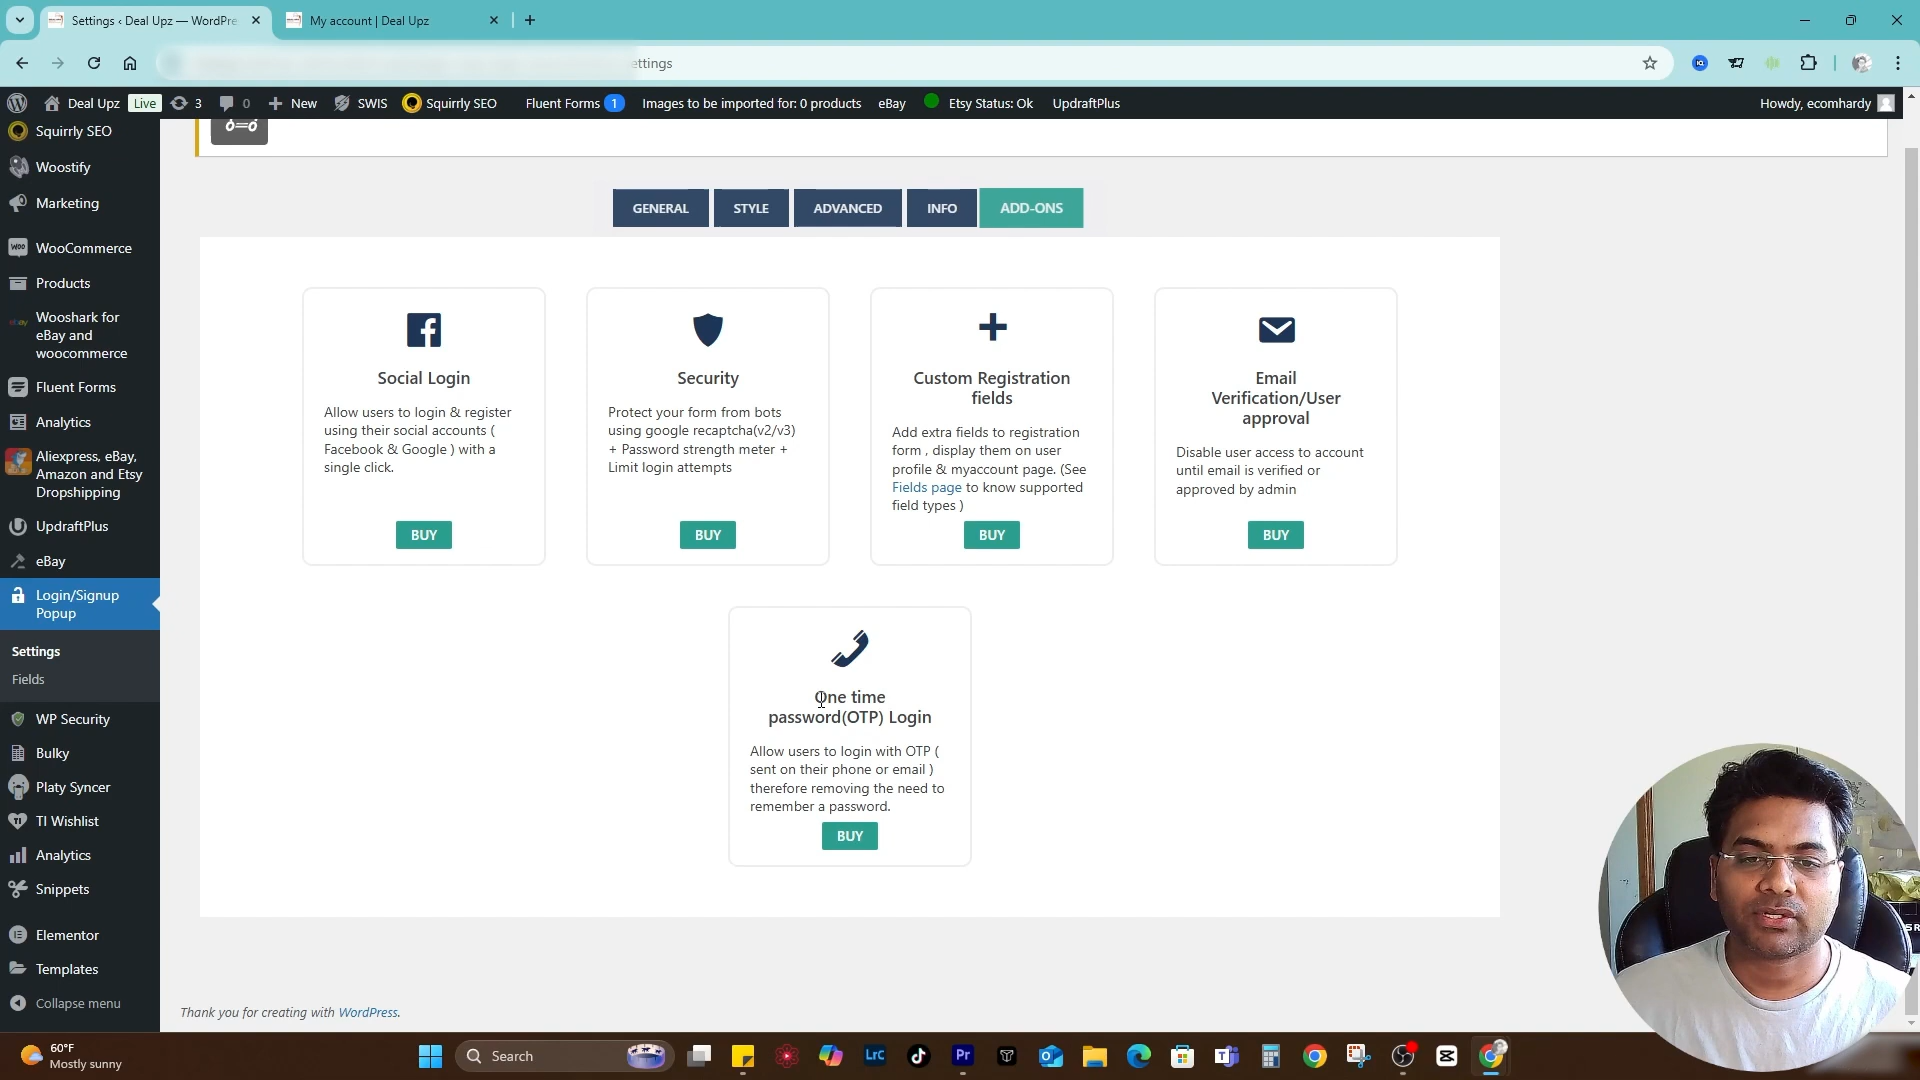 Settings ‹ Deal Upz — WordPre
My account | Deal Upz
ettings
Deal Upz
Live
3
0
New
SWIS
Squirrly SEO
Fluent Forms 1
Images to be imported for: 0 products
eBay
Etsy Status: Ok
UpdraftPlus
Howdy, ecomhardy
Squirrly SEO
Woostify
Marketing
WooCommerce
Products
Wooshark for
eBay and
woocommerce
Fluent Forms
Analytics
Aliexpress, eBay,
Amazon and Etsy
Dropshipping
UpdraftPlus
eBay
Login/Signup
Popup
Settings
Fields
WP Security
Bulky
Platy Syncer
TI Wishlist
Analytics
Snippets
Elementor
Templates
Collapse menu
GENERAL
STYLE
ADVANCED
INFO
ADD-ONS
Social Login
Allow users to login & register
using their social accounts (
Facebook & Google ) with a
single click.
BUY
Security
Protect your form from bots
using google recaptcha(v2/v3)
+ Password strength meter +
Limit login attempts
BUY
Custom Registration
fields
Add extra fields to registration
form , display them on user
profile & myaccount page. (See
Fields page to know supported
field types )
BUY
Email
Verification/User
approval
Disable user access to account
until email is verified or
approved by admin
BUY
One time
password(OTP) Login
Allow users to login with OTP (
sent on their phone or email )
therefore removing the need to
remember a password.
BUY
Thank you for creating with WordPress.
60°F
Mostly sunny
Search
LrC
Pr